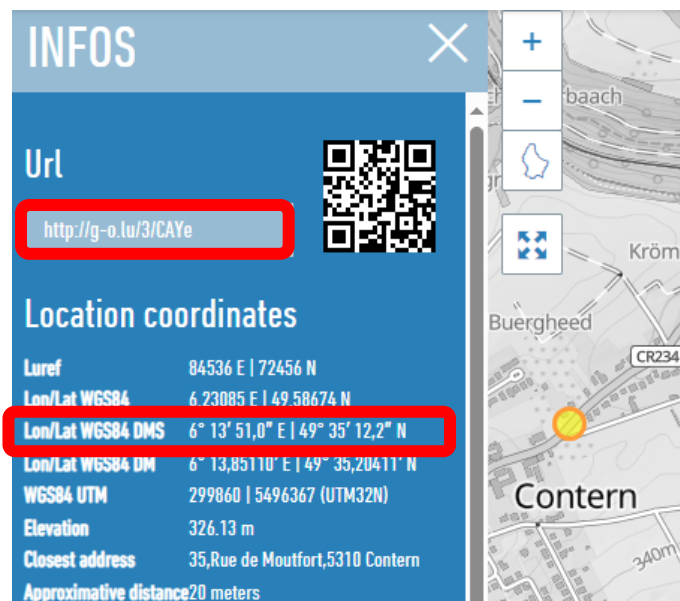 INFOS
Url
http://g-o.lu/3/CAYe
Location coordinates
Luref 84536 E | 72456 N
Lon/Lat WGS84 6.23085 E | 49.58674 N
Lon/Lat WGS84 DMS 6° 13′ 51,0″ E | 49° 35′ 12,2″ N
Lon/Lat WGS84 DM 6° 13,85110′ E | 49° 35,20411′ N
WGS84 UTM 299860 | 5496367 (UTM32N)
Elevation 326.13 m
Closest address 35,Rue de Moutfort,5310 Contern
Approximative distance 20 meters
+
−
baach
Kröm
Buergheed
CR234
Contern
340m